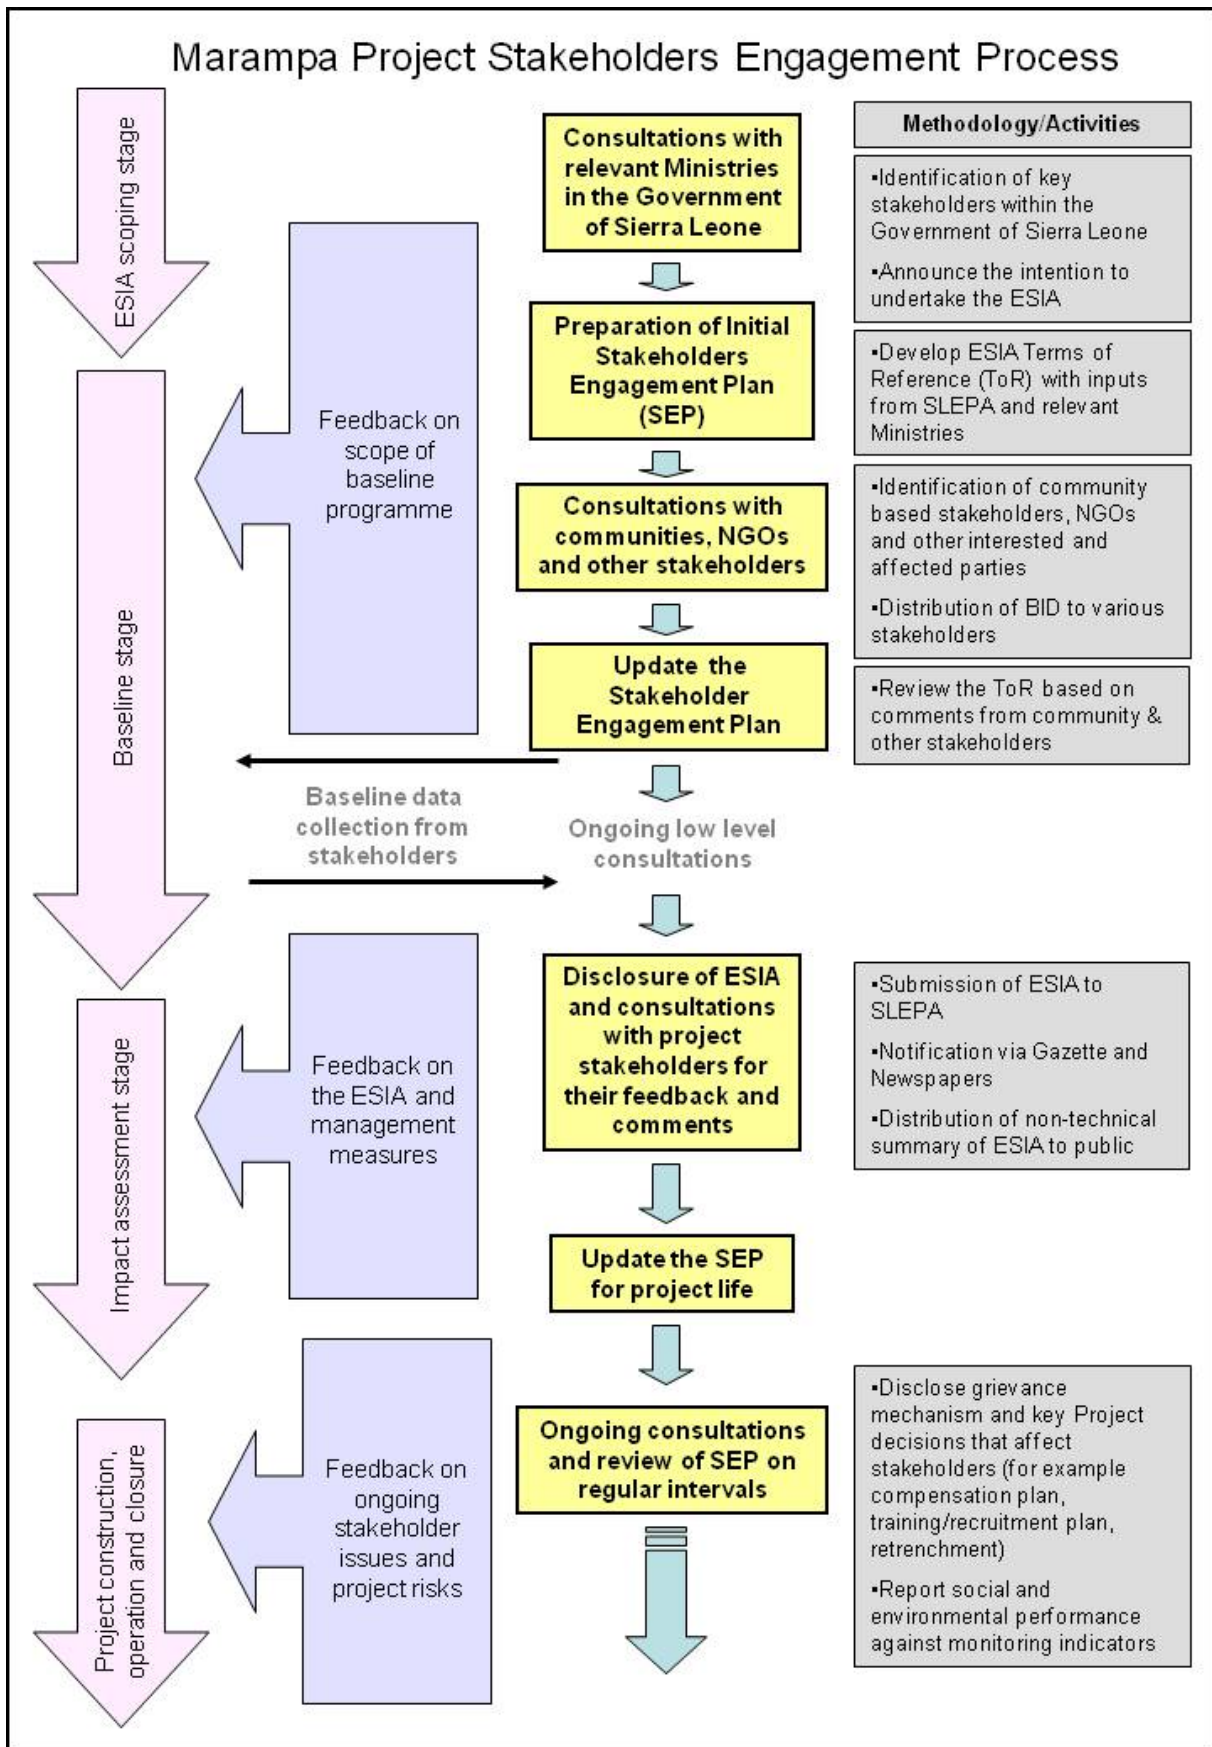 Marampa Project Stakeholders Engagement Process
ESIA scoping stage
Baseline stage
Impact assessment stage
Project construction,
operation and closure
Feedback on
scope of
baseline
programme
Baseline data
collection from
stakeholders
Feedback on
the ESIA and
management
measures
Feedback on
ongoing
stakeholder
issues and
project risks
Consultations with
relevant Ministries
in the Government
of Sierra Leone
Preparation of Initial
Stakeholders
Engagement Plan
(SEP)
Consultations with
communities, NGOs
and other stakeholders
Update the
Stakeholder
Engagement Plan
Ongoing low level
consultations
Disclosure of ESIA
and consultations
with project
stakeholders for
their feedback and
comments
Update the SEP
for project life
Ongoing consultations
and review of SEP on
regular intervals
Methodology/Activities
▪Identification of key
stakeholders within the
Government of Sierra Leone
▪Announce the intention to
undertake the ESIA
▪Develop ESIA Terms of
Reference (ToR) with inputs
from SLEPA and relevant
Ministries
▪Identification of community
based stakeholders, NGOs
and other interested and
affected parties
▪Distribution of BID to various
stakeholders
▪Review the ToR based on
comments from community &
other stakeholders
▪Submission of ESIA to
SLEPA
▪Notification via Gazette and
Newspapers
▪Distribution of non-technical
summary of ESIA to public
▪Disclose grievance
mechanism and key Project
decisions that affect
stakeholders (for example
compensation plan,
training/recruitment plan,
retrenchment)
▪Report social and
environmental performance
against monitoring indicators